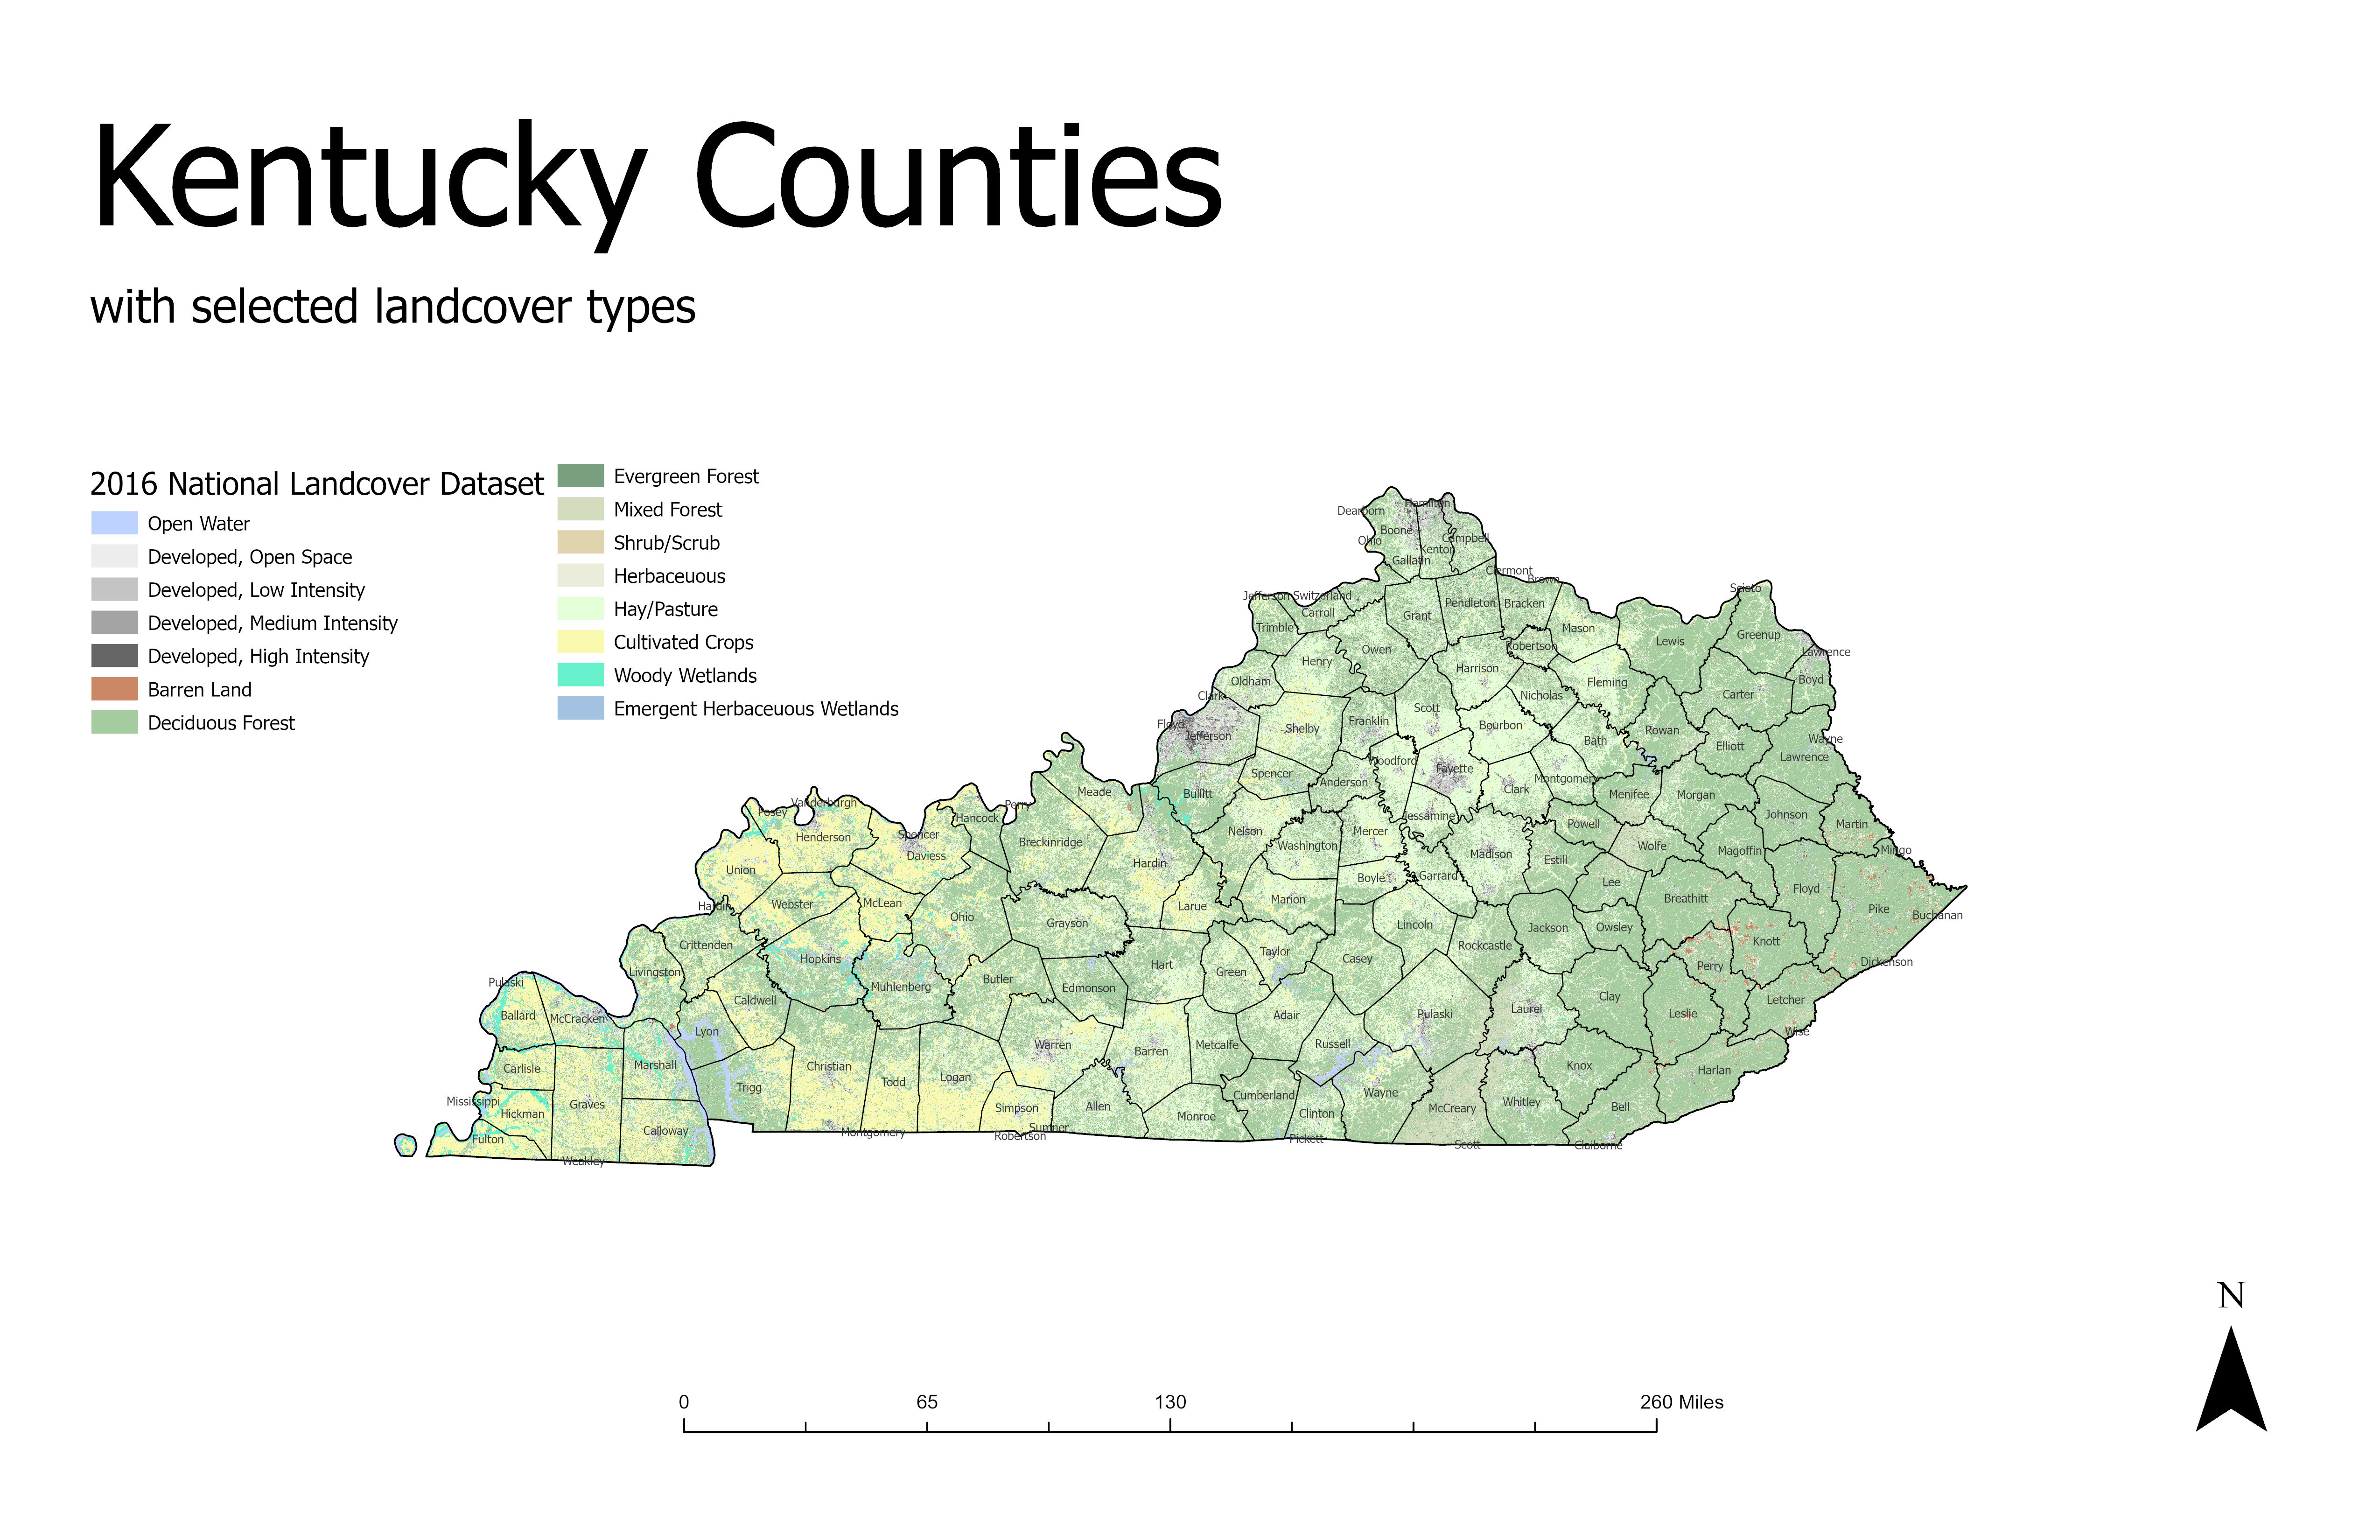 Kentucky Counties
with selected landcover types
2016 National Landcover Dataset
Open Water
Developed, Open Space
Developed, Low Intensity
Developed, Medium Intensity
Developed, High Intensity
Barren Land
Deciduous Forest
Evergreen Forest
Mixed Forest
Shrub/Scrub
Herbaceuous
Hay/Pasture
Cultivated Crops
Woody Wetlands
Emergent Herbaceuous Wetlands
Hamilton
Dearborn
Boone
Campbell
Ohio
Kenton
Gallatin
Clermont
Brown
Scioto
Jefferson
Switzerland
Carroll
Grant
Pendleton
Bracken
Trimble
Mason
Lewis
Greenup
Owen
Robertson
Lawrence
Henry
Harrison
Oldham
Fleming
Boyd
Clark
Nicholas
Carter
Scott
Floyd
Jefferson
Shelby
Franklin
Bourbon
Rowan
Bath
Elliott
Wayne
Lawrence
Woodford
Fayette
Spencer
Anderson
Montgomery
Clark
Bullitt
Menifee
Morgan
Meade
Perry
Posey
Vanderburgh
Hancock
Jessamine
Johnson
Martin
Powell
Henderson
Spencer
Daviess
Nelson
Mercer
Washington
Breckinridge
Madison
Wolfe
Magoffin
Mingo
Estill
Hardin
Union
Boyle
Garrard
Lee
Floyd
Webster
McLean
Hardin
Larue
Marion
Breathitt
Pike
Buchanan
Ohio
Grayson
Lincoln
Jackson
Owsley
Crittenden
Rockcastle
Knott
Taylor
Hopkins
Casey
Hart
Green
Perry
Dickenson
Livingston
Pulaski
Muhlenberg
Butler
Edmonson
Clay
Letcher
Caldwell
Ballard
McCracken
Adair
Pulaski
Laurel
Leslie
Lyon
Wise
Warren
Barren
Metcalfe
Russell
Carlisle
Marshall
Christian
Knox
Harlan
Todd
Logan
Trigg
Wayne
Cumberland
Mississippi
Hickman
Graves
Simpson
Allen
Monroe
Clinton
McCreary
Whitley
Bell
Fulton
Calloway
Montgomery
Robertson
Sumner
Pickett
Scott
Claiborne
Weakley
N
0 65 130 260 Miles